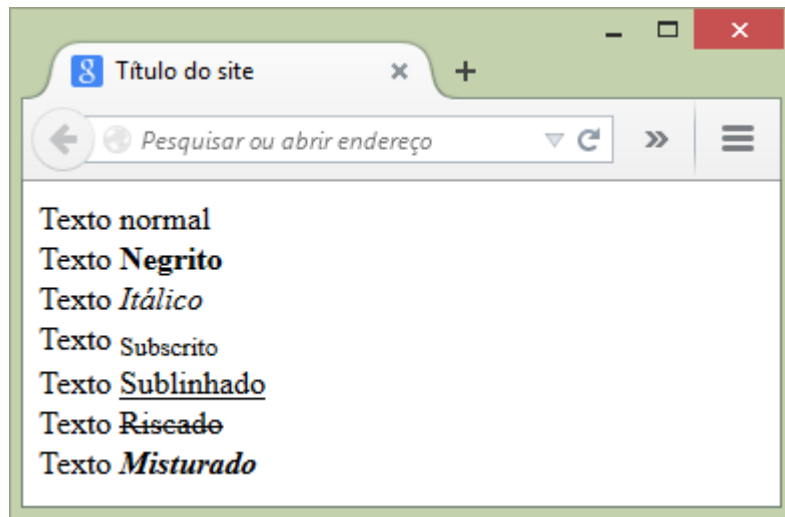 Título do site
Pesquisar ou abrir endereço
Texto normal
Texto Negrito
Texto Itálico
Texto Subscrito
Texto Sublinhado
Texto Riscado
Texto Misturado